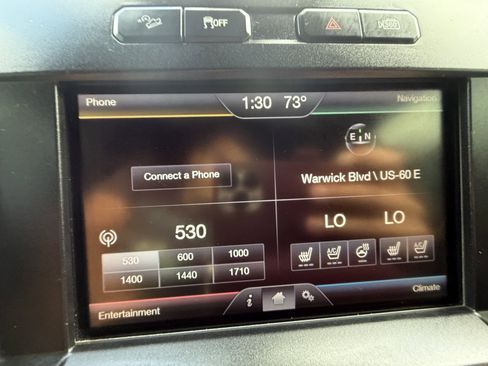 OFF
360
Phone
1:30 73°
Navigation
E N
Connect a Phone
Warwick Blvd \ US-60 E
530
LO LO
530 600 1000
1400 1440 1710
A/C A/C
Entertainment
i
Climate